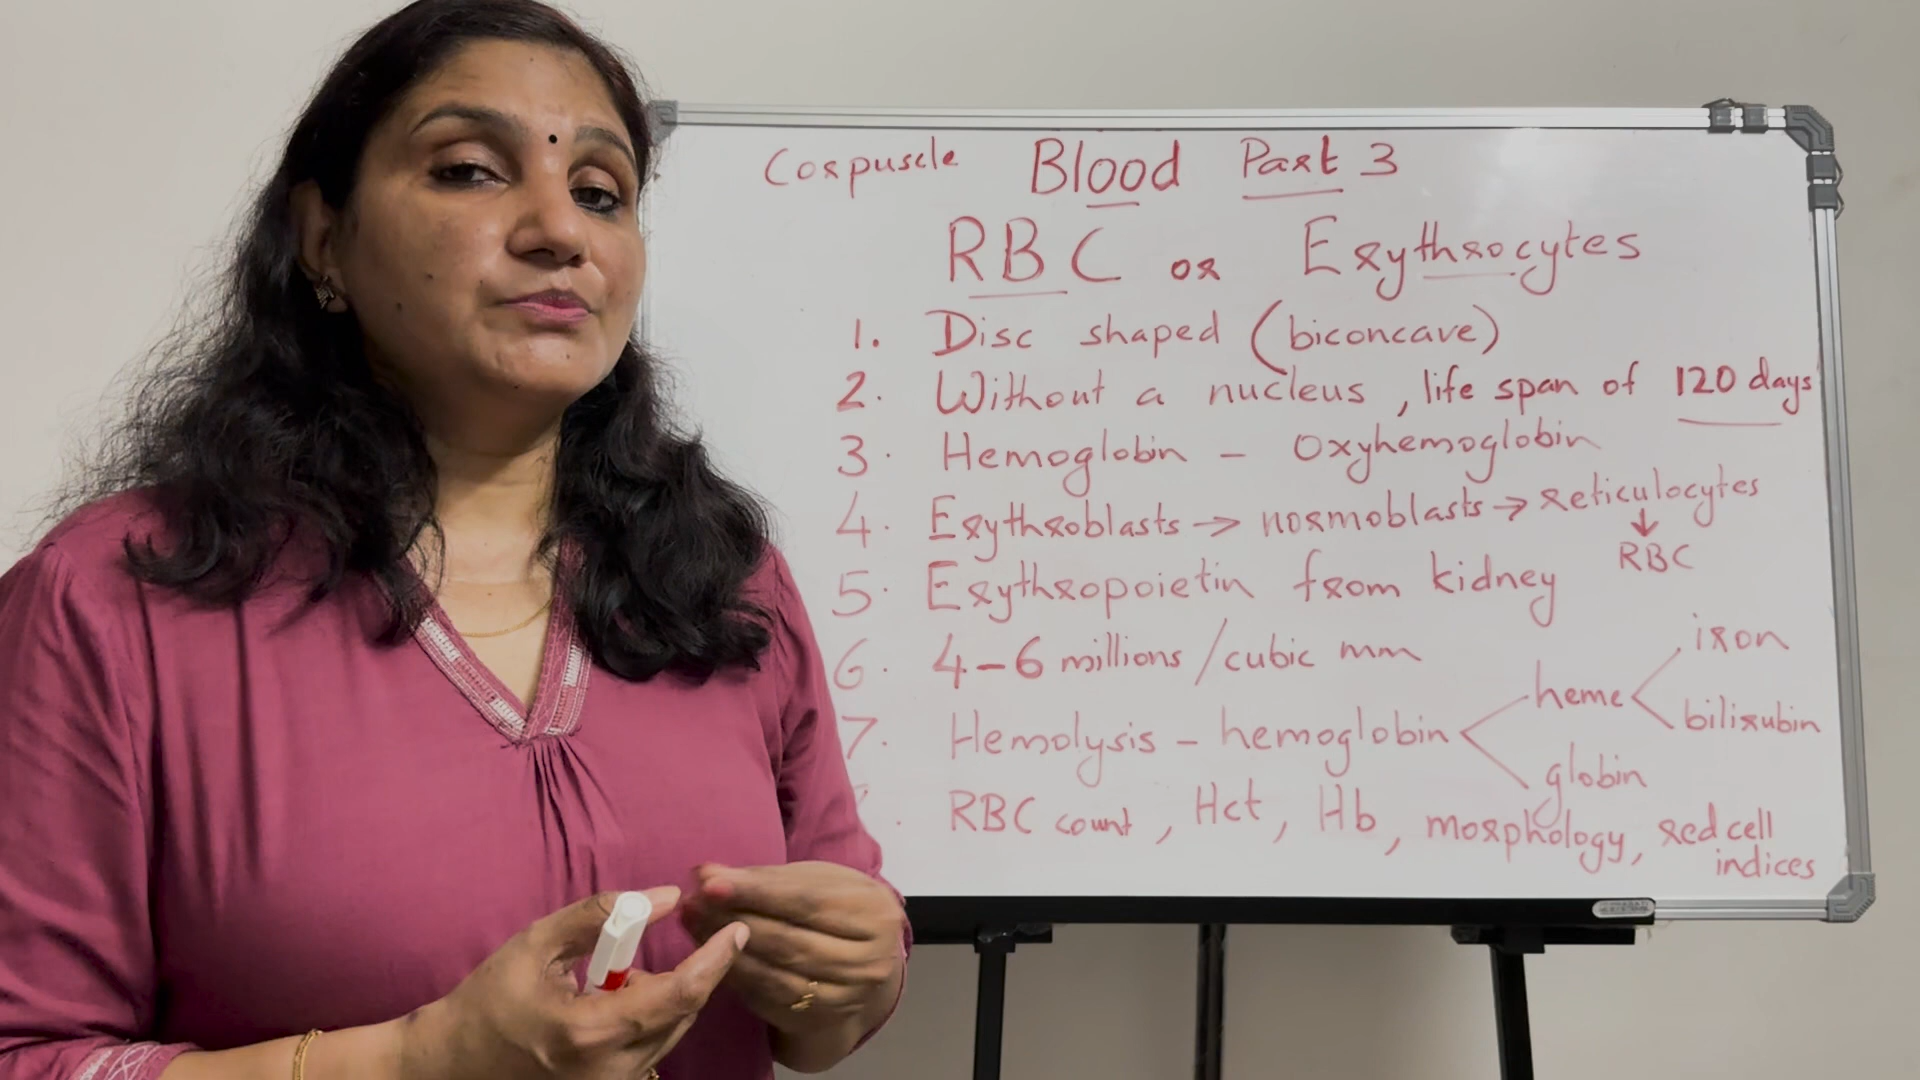 Corpuscle Blood Part 3
RBC or Erythrocytes
1. Disc shaped (biconcave)
2. Without a nucleus, life span of 120 days
3. Hemoglobin - Oxyhemoglobin
4. Erythroblasts → normoblasts → reticulocytes
↓
RBC
5. Erythropoietin from kidney
6. 4-6 millions/cubic mm
7. Hemolysis - hemoglobin
heme
iron
bilirubin
globin
RBC count, Hct, Hb, morphology, red cell
indices